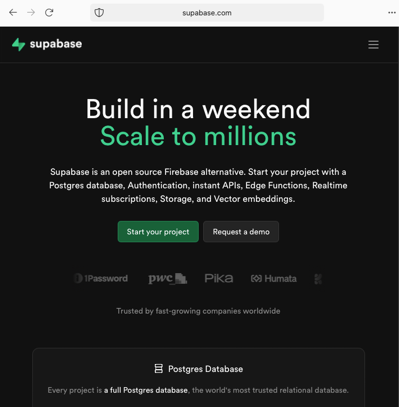 supabase.com
supabase
Build in a weekend
Scale to millions
Supabase is an open source Firebase alternative. Start your project with a
Postgres database, Authentication, instant APIs, Edge Functions, Realtime
subscriptions, Storage, and Vector embeddings.
Start your project
Request a demo
1Password pwc Pika Humata
Trusted by fast-growing companies worldwide
Postgres Database
Every project is a full Postgres database, the world's most trusted relational database.